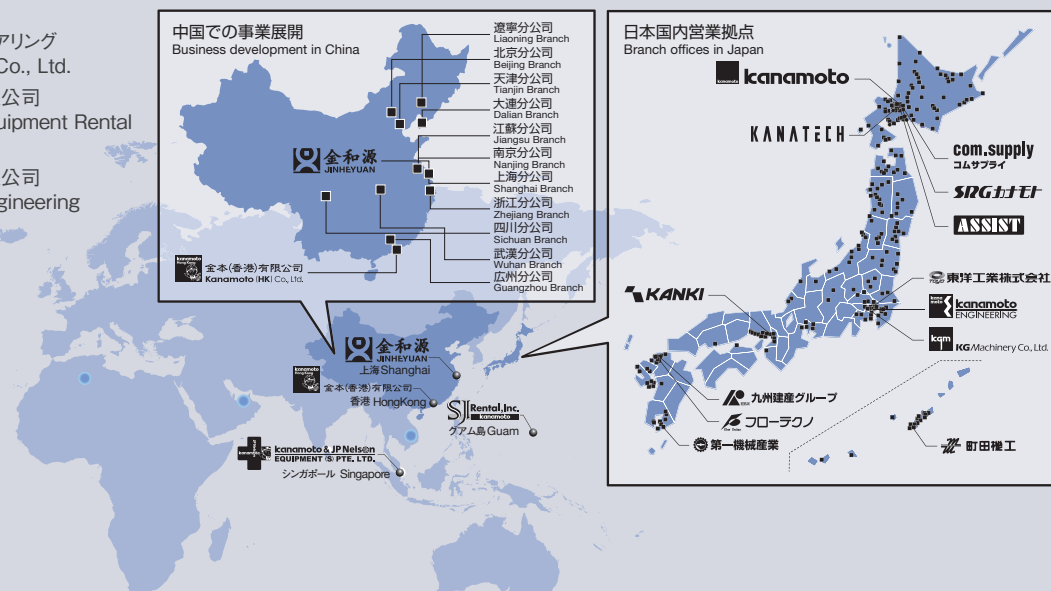 アリング
Co., Ltd.
公司
uipment Rental
公司
gineering
中国での事業展開
Business development in China
遼寧分公司
Liaoning Branch
北京分公司
Beijing Branch
天津分公司
Tianjin Branch
大連分公司
Dalian Branch
江蘇分公司
Jiangsu Branch
南京分公司
Nanjing Branch
上海分公司
Shanghai Branch
浙江分公司
Zhejiang Branch
四川分公司
Sichuan Branch
武漢分公司
Wuhan Branch
広州分公司
Guangzhou Branch
金和源
JINHEYUAN
金本(香港)有限公司
Kanamoto (HK) Co., Ltd.
日本国内営業拠点
Branch offices in Japan
kanamoto
KANATECH
com.supply
コムサプライ
SRGカナモト
ASSIST
東洋工業株式会社
kanamoto
ENGINEERING
kgm
KG Machinery Co., Ltd.
KANKI
九州建産グループ
フローテクノ
第一機械産業
町田機工
金和源
JINHEYUAN
上海 Shanghai
金本(香港)有限公司
香港 HongKong
SJ Rental, Inc.
kanamoto
グアム島 Guam
kanamoto & JP Nelson
EQUIPMENT (S) PTE. LTD.
シンガポール Singapore